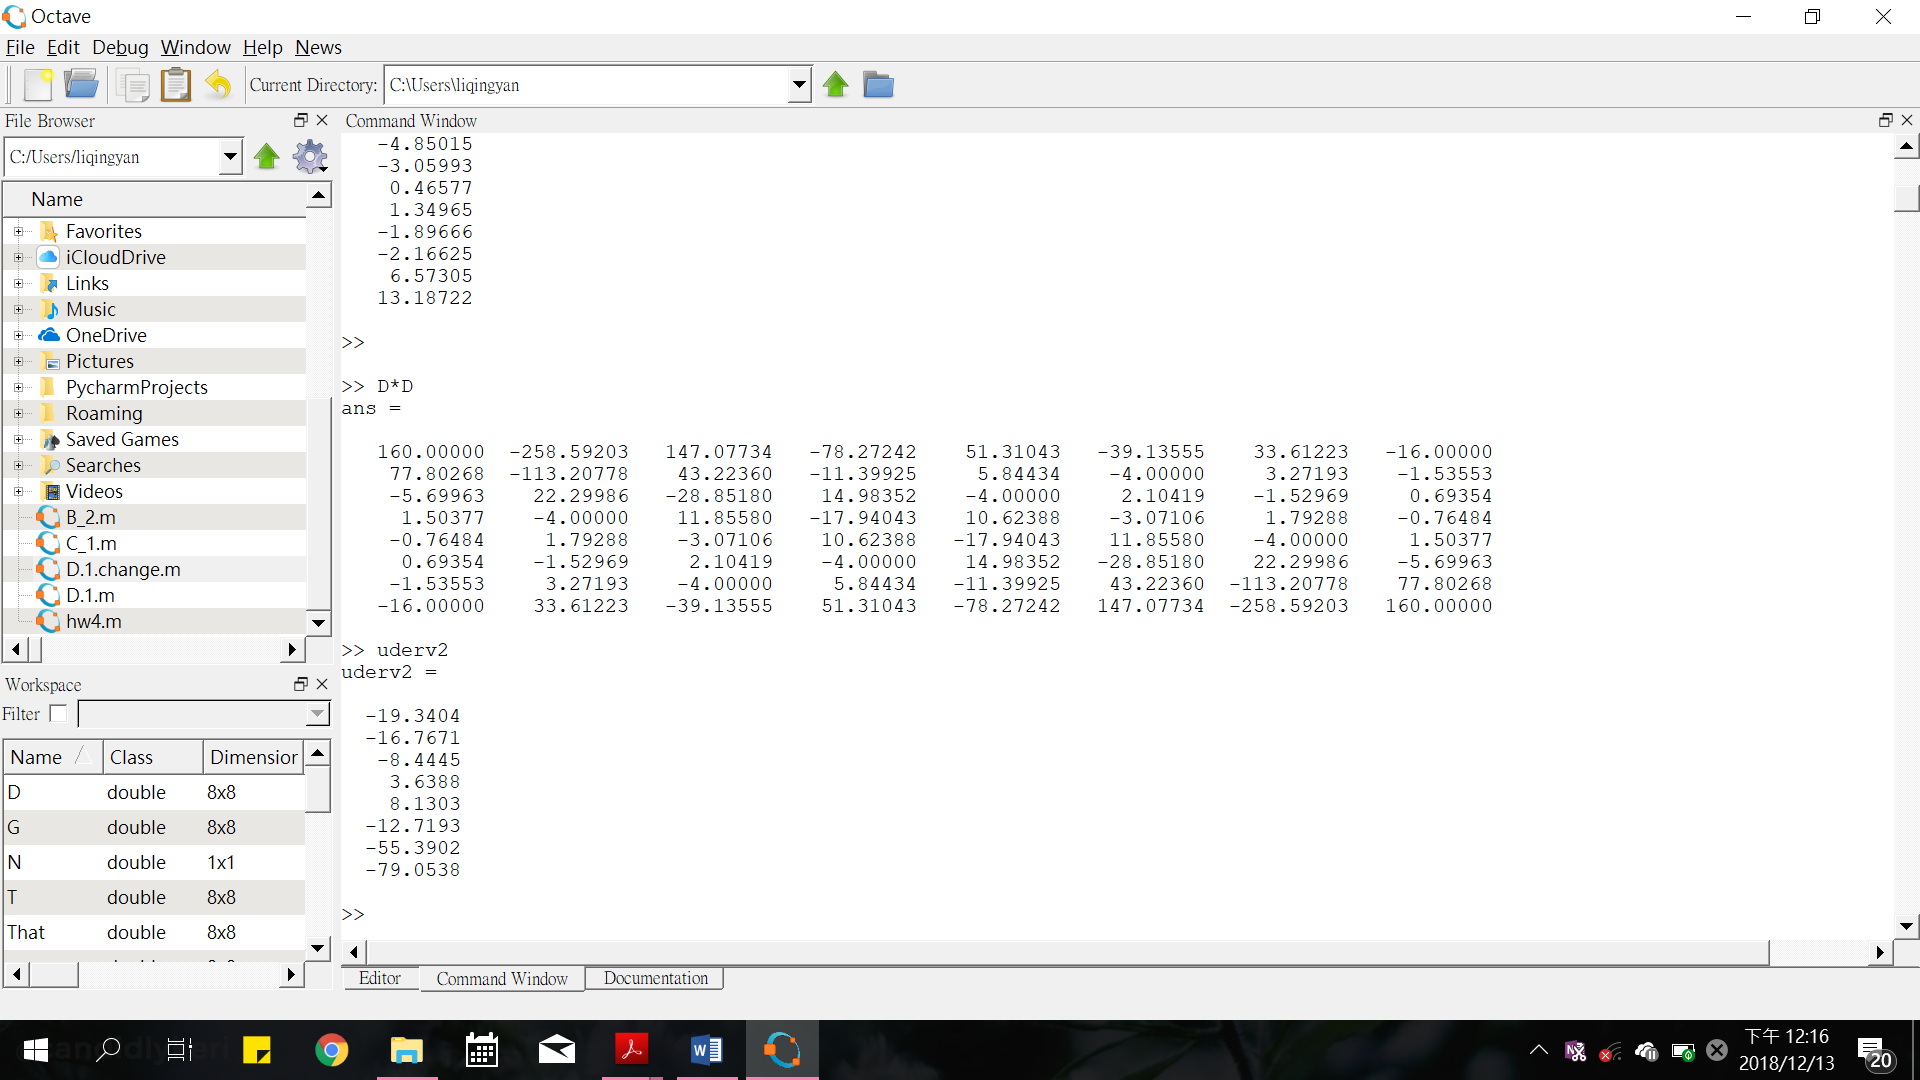 Octave
File Edit Debug Window Help News
Current Directory: C:\Users\liqingyan
File Browser
C:/Users/liqingyan
Name
Favorites
iCloudDrive
Links
Music
OneDrive
Pictures
PycharmProjects
Roaming
Saved Games
Searches
Videos
B_2.m
C_1.m
D.1.change.m
D.1.m
hw4.m
Workspace
Filter
Name Class Dimension
D double 8x8
G double 8x8
N double 1x1
T double 8x8
That double 8x8
Command Window
-4.85015
-3.05993
0.46577
1.34965
-1.89666
-2.16625
6.57305
13.18722
>>
>> D*D
ans =
160.00000 -258.59203 147.07734 -78.27242 51.31043 -39.13555 33.61223 -16.00000
77.80268 -113.20778 43.22360 -11.39925 5.84434 -4.00000 3.27193 -1.53553
-5.69963 22.29986 -28.85180 14.98352 -4.00000 2.10419 -1.52969 0.69354
1.50377 -4.00000 11.85580 -17.94043 10.62388 -3.07106 1.79288 -0.76484
-0.76484 1.79288 -3.07106 10.62388 -17.94043 11.85580 -4.00000 1.50377
0.69354 -1.52969 2.10419 -4.00000 14.98352 -28.85180 22.29986 -5.69963
-1.53553 3.27193 -4.00000 5.84434 -11.39925 43.22360 -113.20778 77.80268
-16.00000 33.61223 -39.13555 51.31043 -78.27242 147.07734 -258.59203 160.00000
>> uderv2
uderv2 =
-19.3404
-16.7671
-8.4445
3.6388
8.1303
-12.7193
-55.3902
-79.0538
>>
Editor Command Window Documentation
下午 12:16
2018/12/13
20